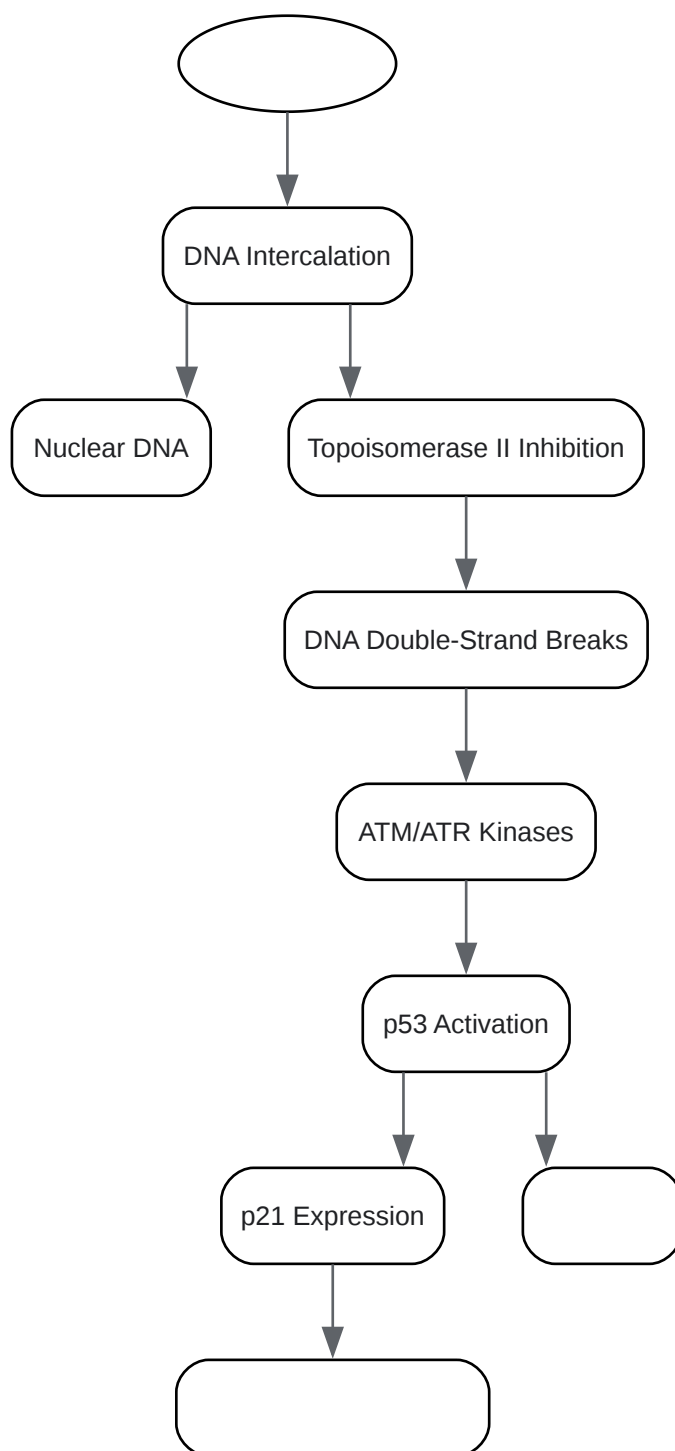 DNA Intercalation
Nuclear DNA
Topoisomerase II Inhibition
DNA Double-Strand Breaks
ATM/ATR Kinases
p53 Activation
p21 Expression